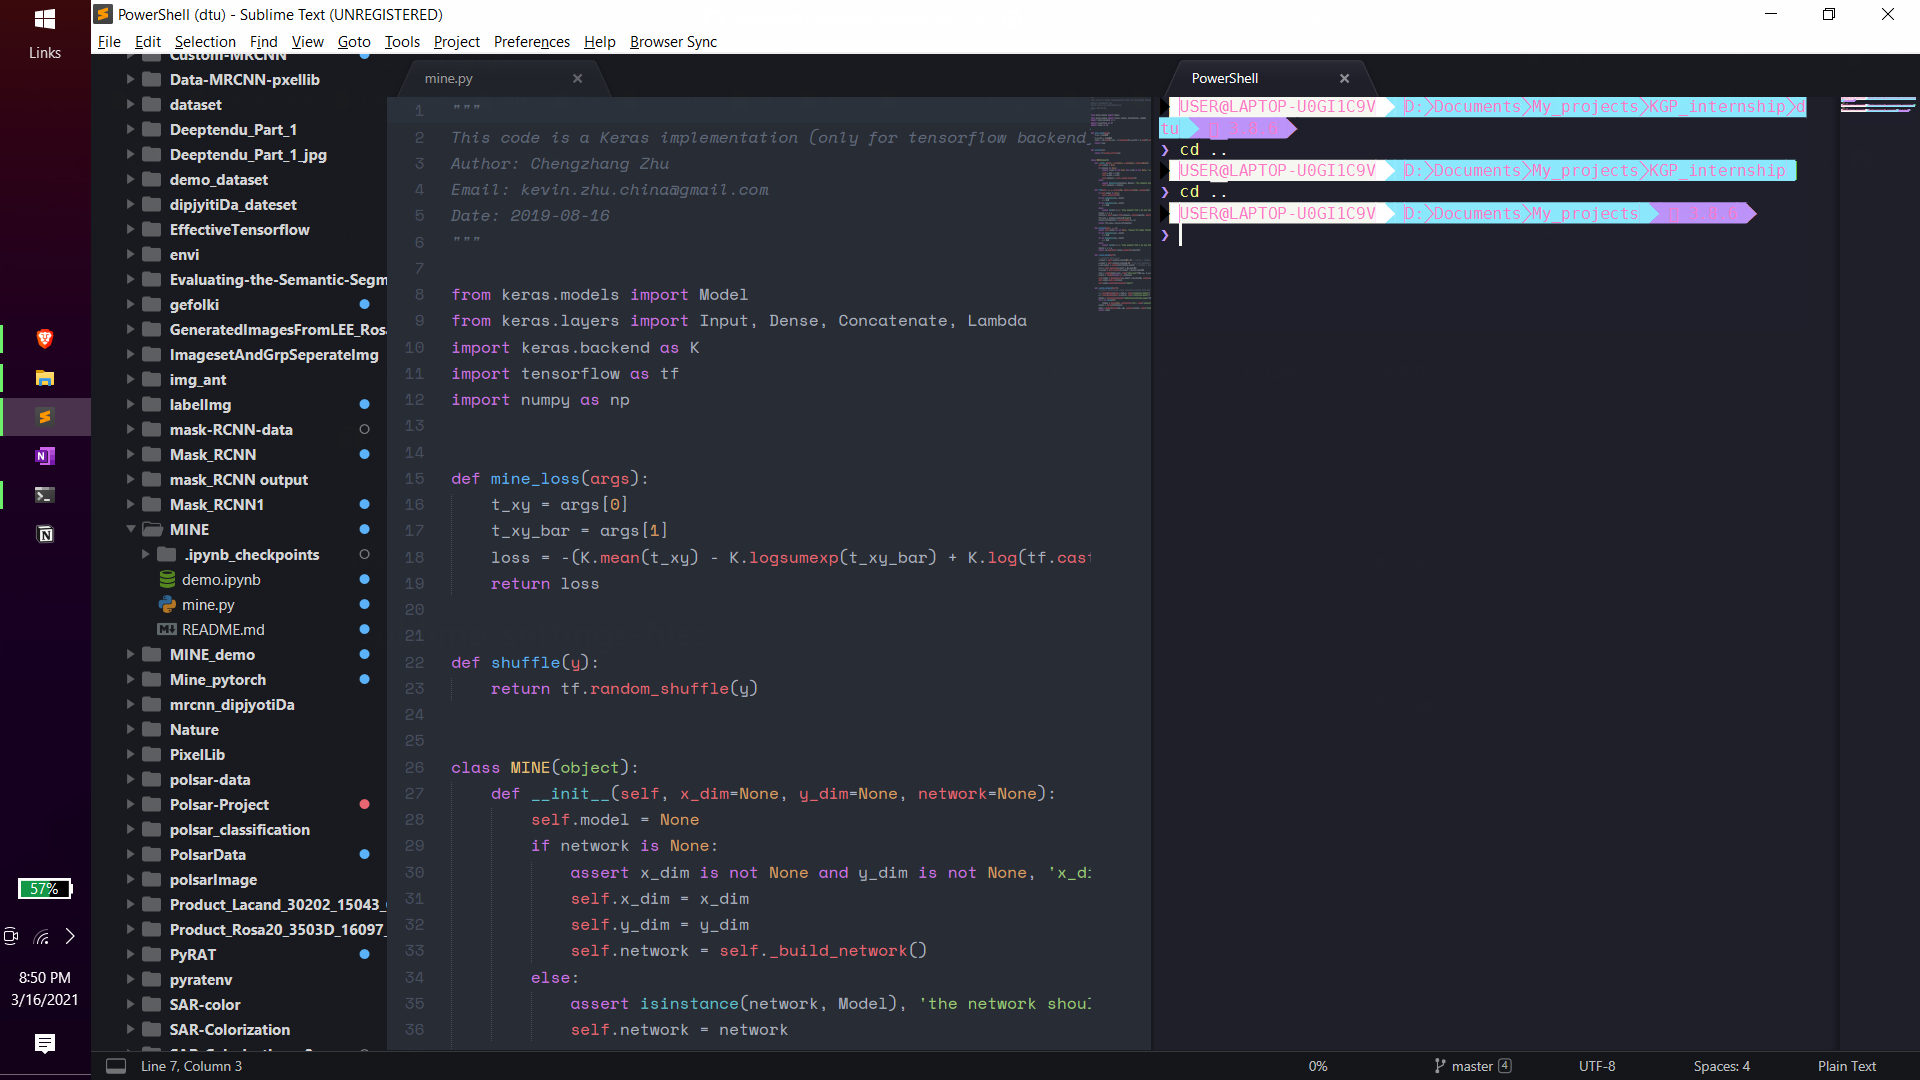 Links
57%
8:50 PM
3/16/2021
PowerShell (dtu) - Sublime Text (UNREGISTERED)
File Edit Selection Find View Goto Tools Project Preferences Help Browser Sync
Custom-MRCNN
Data-MRCNN-pxellib
dataset
Deeptendu_Part_1
Deeptendu_Part_1_jpg
demo_dataset
dipjyitiDa_dateset
EffectiveTensorflow
envi
Evaluating-the-Semantic-Segm
gefolki
GeneratedImagesFromLEE_Rosa
ImagesetAndGrpSeperateImg
img_ant
labelImg
mask-RCNN-data
Mask_RCNN
mask_RCNN output
Mask_RCNN1
MINE
.ipynb_checkpoints
demo.ipynb
mine.py
README.md
MINE_demo
Mine_pytorch
mrcnn_dipjyotiDa
Nature
PixelLib
polsar-data
Polsar-Project
polsar_classification
PolsarData
polsarImage
Product_Lacand_30202_15043_
Product_Rosa20_3503D_16097_
PyRAT
pyratenv
SAR-color
SAR-Colorization
mine.py
1 """
2 This code is a Keras implementation (only for tensorflow backend
3 Author: Chengzhang Zhu
4 Email: kevin.zhu.china@gmail.com
5 Date: 2019-08-16
6 """
7
8 from keras.models import Model
9 from keras.layers import Input, Dense, Concatenate, Lambda
10 import keras.backend as K
11 import tensorflow as tf
12 import numpy as np
13
14
15 def mine_loss(args):
16 t_xy = args[0]
17 t_xy_bar = args[1]
18 loss = -(K.mean(t_xy) - K.logsumexp(t_xy_bar) + K.log(tf.cast
19 return loss
20
21
22 def shuffle(y):
23 return tf.random_shuffle(y)
24
25
26 class MINE(object):
27 def __init__(self, x_dim=None, y_dim=None, network=None):
28 self.model = None
29 if network is None:
30 assert x_dim is not None and y_dim is not None, 'x_di
31 self.x_dim = x_dim
32 self.y_dim = y_dim
33 self.network = self._build_network()
34 else:
35 assert isinstance(network, Model), 'the network shoul
36 self.network = network
PowerShell
USER@LAPTOP-U0GI1C9V D:>Documents>My_projects>KGP_internship>d
tu 3.8.6
❯ cd ..
USER@LAPTOP-U0GI1C9V D:>Documents>My_projects>KGP_internship
❯ cd ..
USER@LAPTOP-U0GI1C9V D:>Documents>My_projects 3.8.6
❯
Line 7, Column 3 0% master 4 UTF-8 Spaces: 4 Plain Text